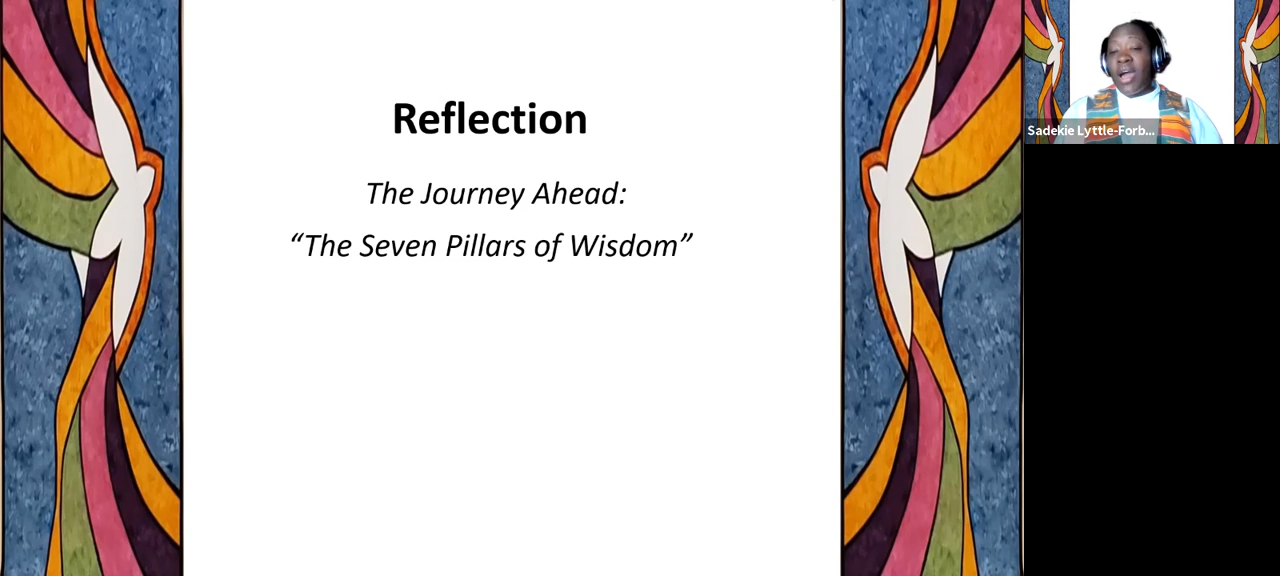 Reflection
The Journey Ahead:
“The Seven Pillars of Wisdom”
Sadekie Lyttle-Forb...